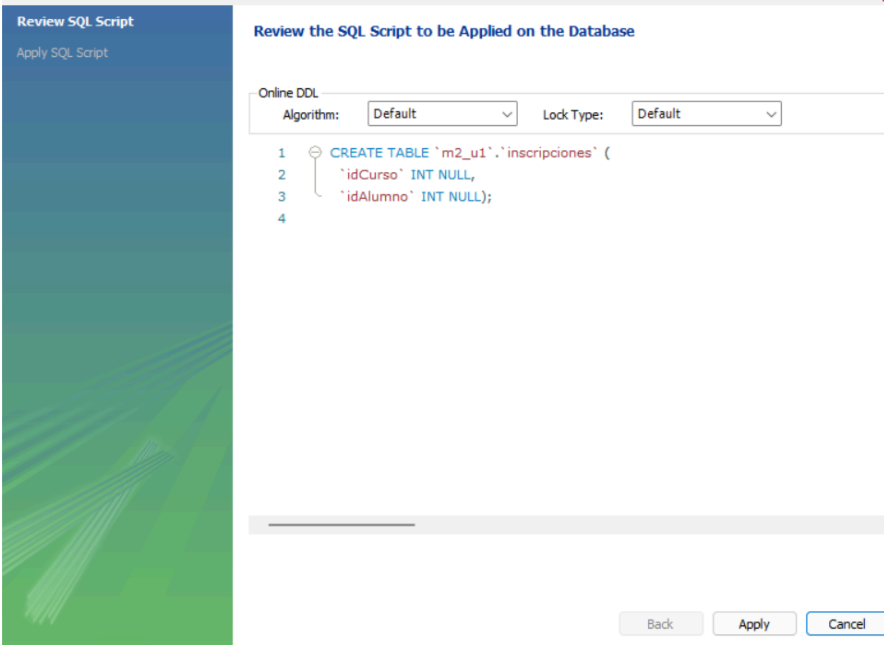 Review SQL Script
Apply SQL Script
Review the SQL Script to be Applied on the Database
Online DDL
Algorithm: Default Lock Type: Default
1 CREATE TABLE `m2_u1`.`inscripciones` (
2 `idCurso` INT NULL,
3 `idAlumno` INT NULL);
4
Back Apply Cancel